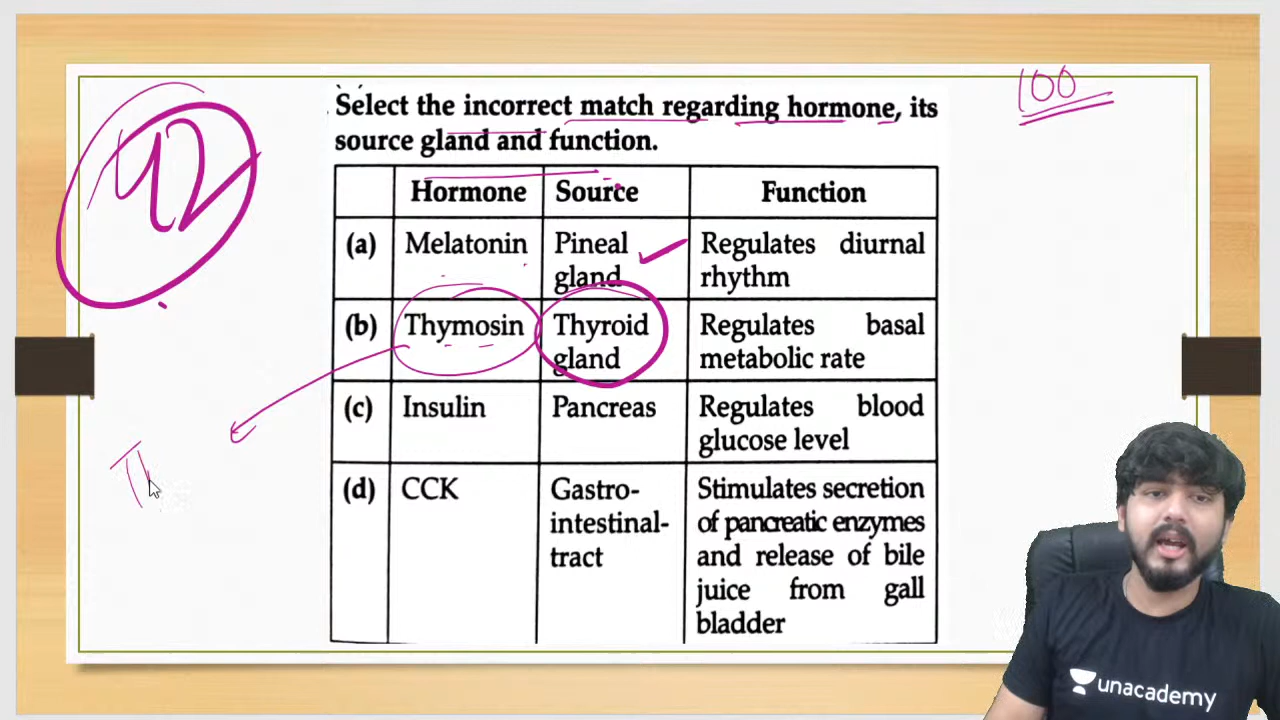 92
100
Select the incorrect match regarding hormone, its
source gland and function.
Hormone Source Function
(a) Melatonin Pineal gland Regulates diurnal rhythm
(b) Thymosin Thyroid gland Regulates basal metabolic rate
(c) Insulin Pancreas Regulates blood glucose level
(d) CCK Gastro-intestinal-tract Stimulates secretion of pancreatic enzymes and release of bile juice from gall bladder
unacademy